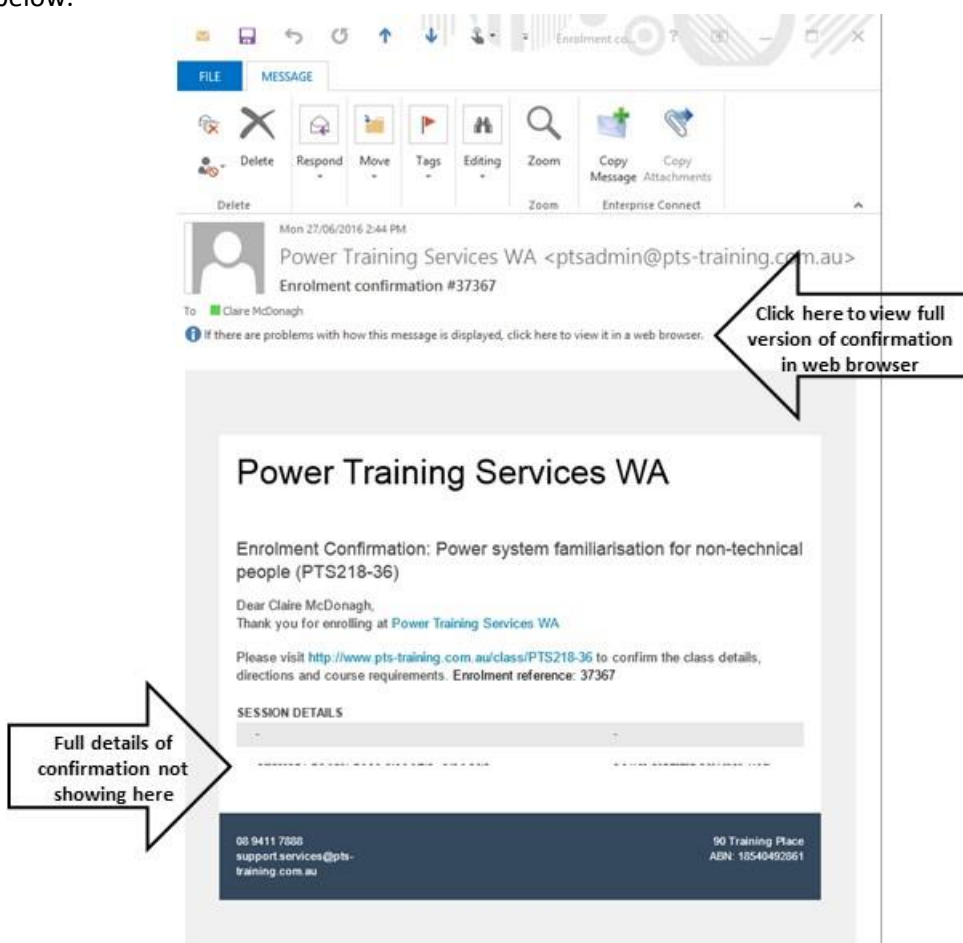 below.
Enrolment co...
FILE MESSAGE
Delete Respond Move Tags Editing Zoom Copy Message Copy Attachments
Delete Zoom Enterprise Connect
Mon 27/06/2016 2:44 PM
Power Training Services WA <ptsadmin@pts-training.com.au>
Enrolment confirmation #37367
To Claire McDonagh
If there are problems with how this message is displayed, click here to view it in a web browser.
Click here to view full
version of confirmation
in web browser
Power Training Services WA
Enrolment Confirmation: Power system familiarisation for non-technical
people (PTS218-36)
Dear Claire McDonagh,
Thank you for enrolling at Power Training Services WA
Please visit http://www.pts-training.com.au/class/PTS218-36 to confirm the class details,
directions and course requirements. Enrolment reference: 37367
SESSION DETAILS
- -
Full details of
confirmation not
showing here
08 9411 7888
support.services@pts-
training.com.au
90 Training Place
ABN: 18540492861